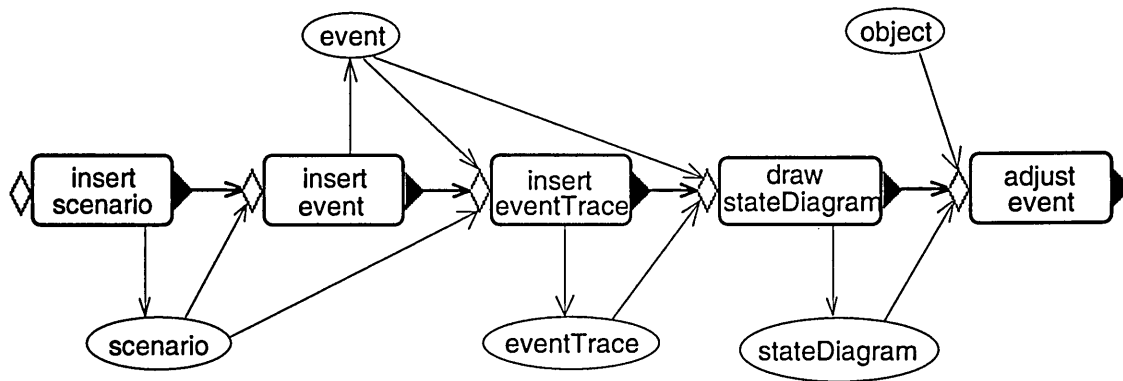 event
object
insert
scenario
insert
event
insert
eventTrace
draw
stateDiagram
adjust
event
scenario
eventTrace
stateDiagram